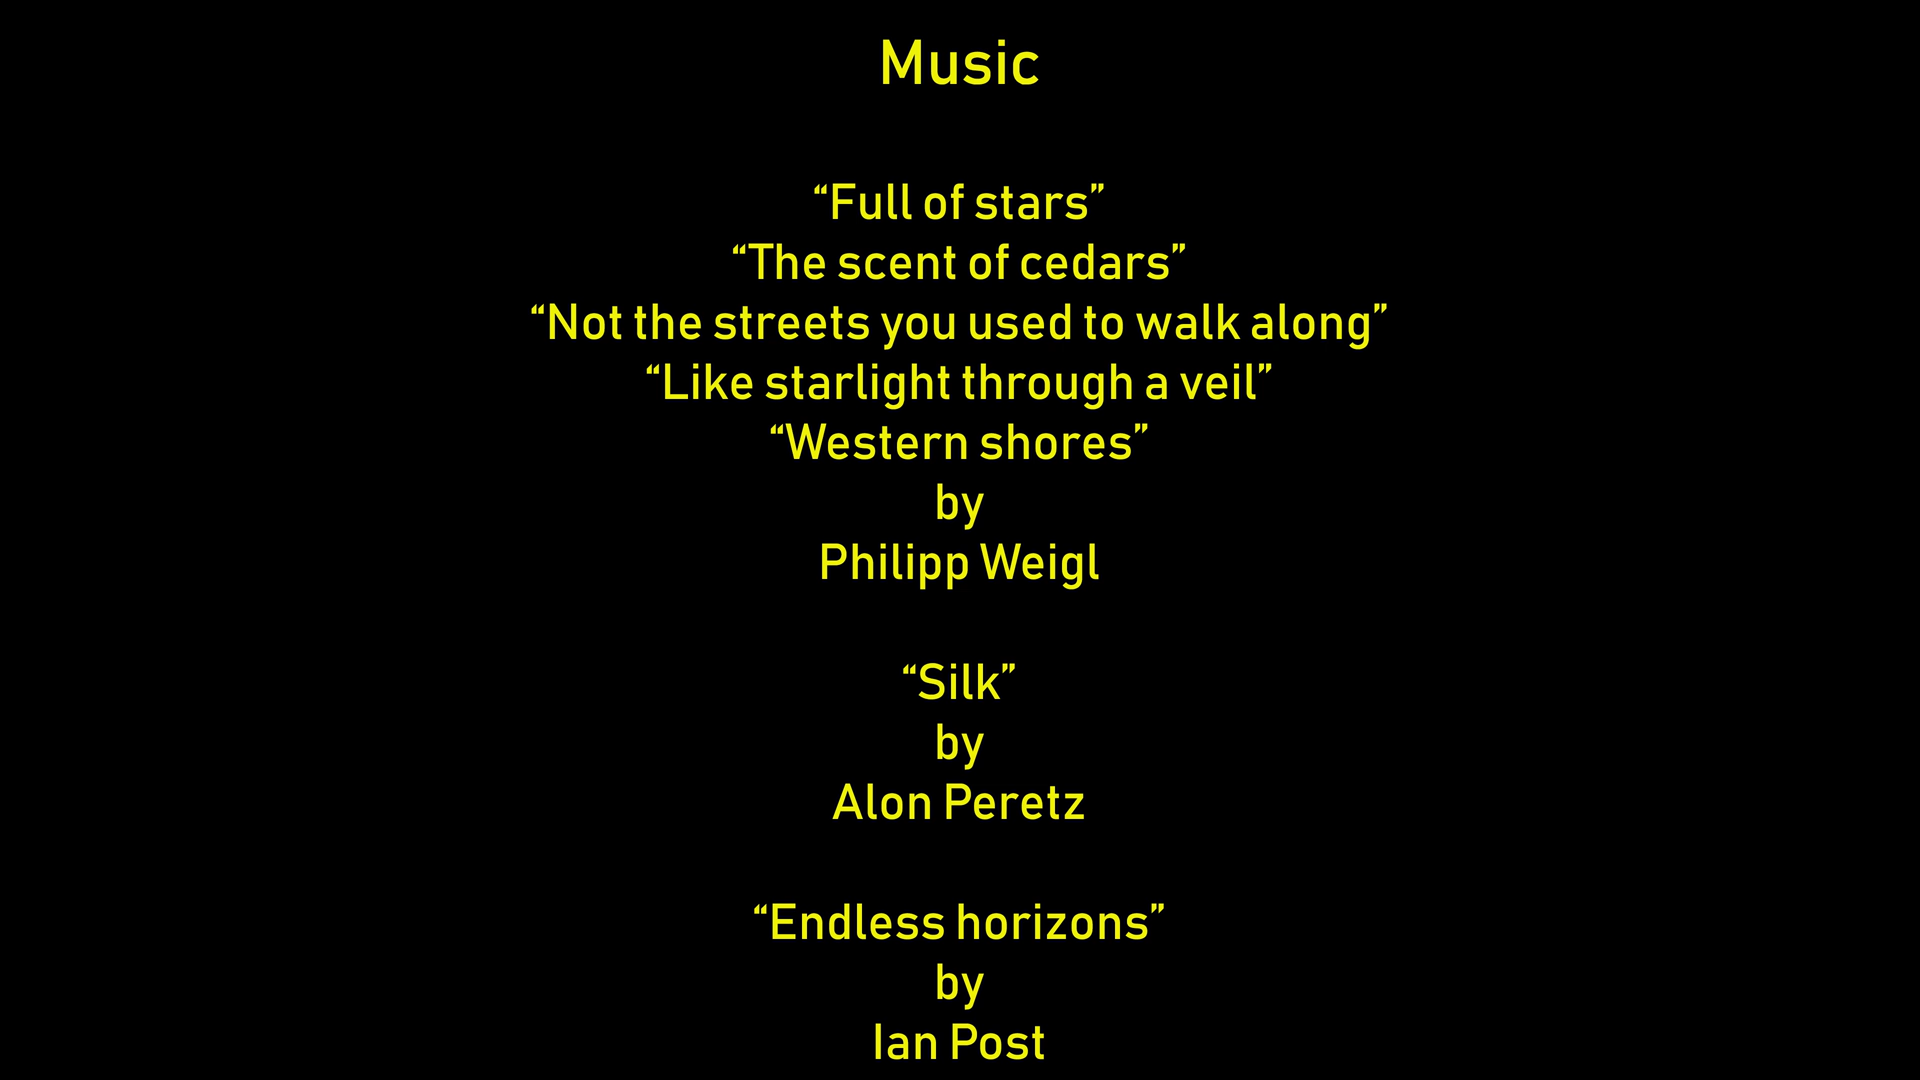 Music
“Full of stars”
“The scent of cedars”
“Not the streets you used to walk along”
“Like starlight through a veil”
“Western shores”
by
Philipp Weigl
“Silk”
by
Alon Peretz
“Endless horizons”
by
Ian Post